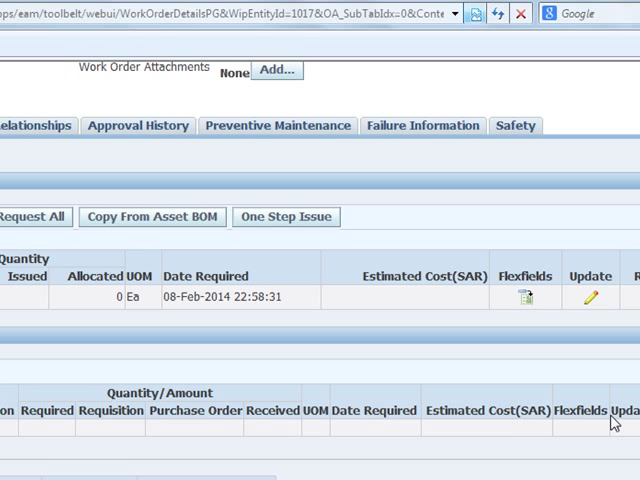 ps/eam/toolbelt/webui/WorkOrderDetailsPG&WipEntityId=1017&OA_SubTabIdx=0&Conte
Google
Work Order Attachments None Add...
elationships Approval History Preventive Maintenance Failure Information Safety
Request All Copy From Asset BOM One Step Issue
Quantity
Issued Allocated UOM Date Required Estimated Cost(SAR) Flexfields Update R
0 Ea 08-Feb-2014 22:58:31
Quantity/Amount
on Required Requisition Purchase Order Received UOM Date Required Estimated Cost(SAR) Flexfields Upda